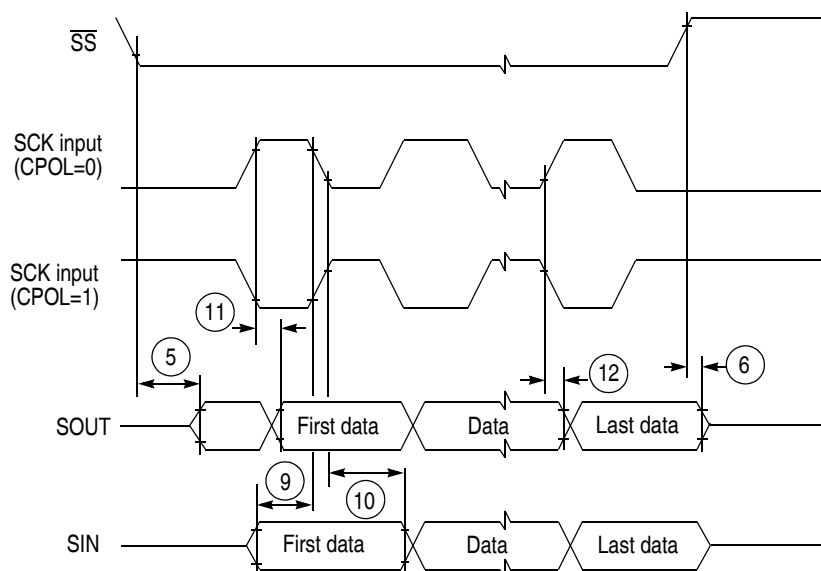 SS
SCK input
(CPOL=0)
SCK input
(CPOL=1)
11
5
12
6
SOUT
First data
Data
Last data
9
10
SIN
First data
Data
Last data